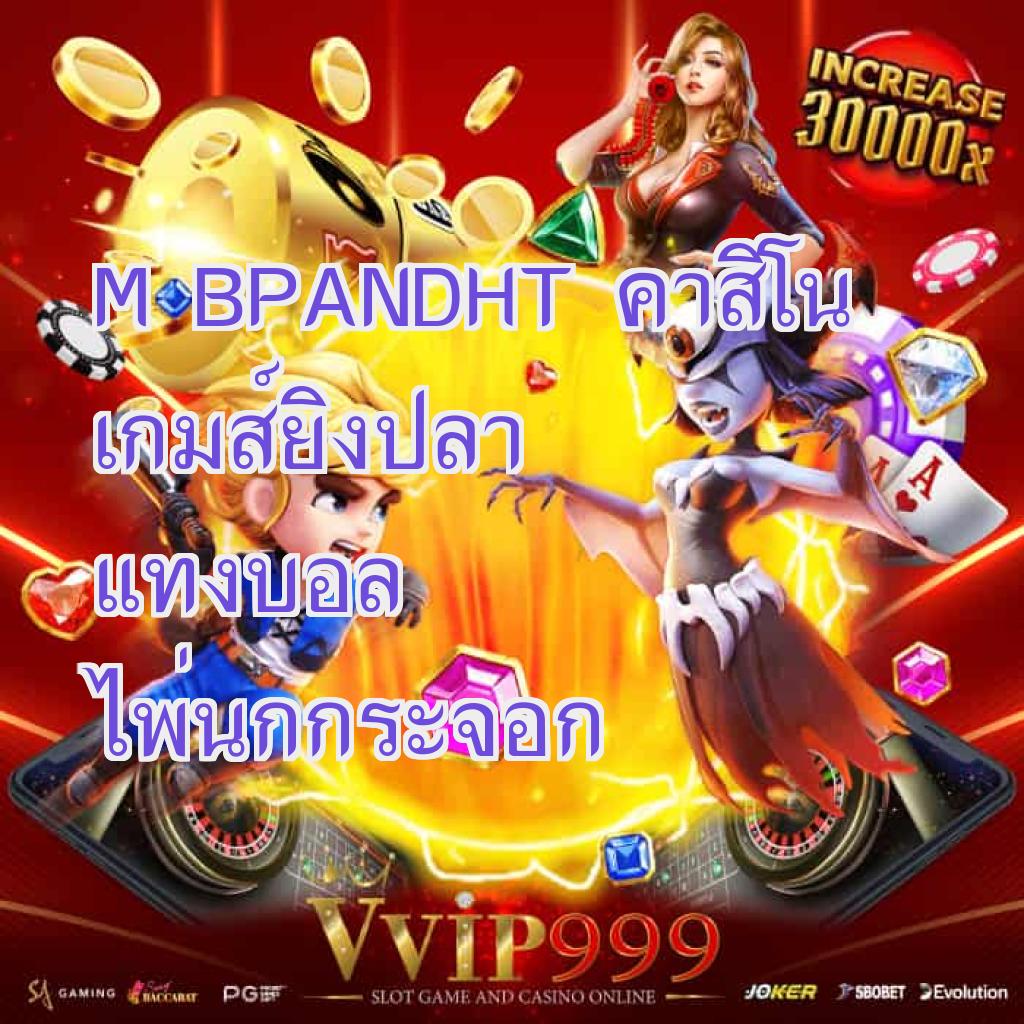 INCREASE
30000x
M BPANDHT คาสิโน
เกมส์ยิงปลา
แทงบอล
ไพ่นกกระจอก
VVIP999
SLOT GAME AND CASINO ONLINE
SA GAMING
BACCARAT
PG
JOKER
SBOBET
Evolution